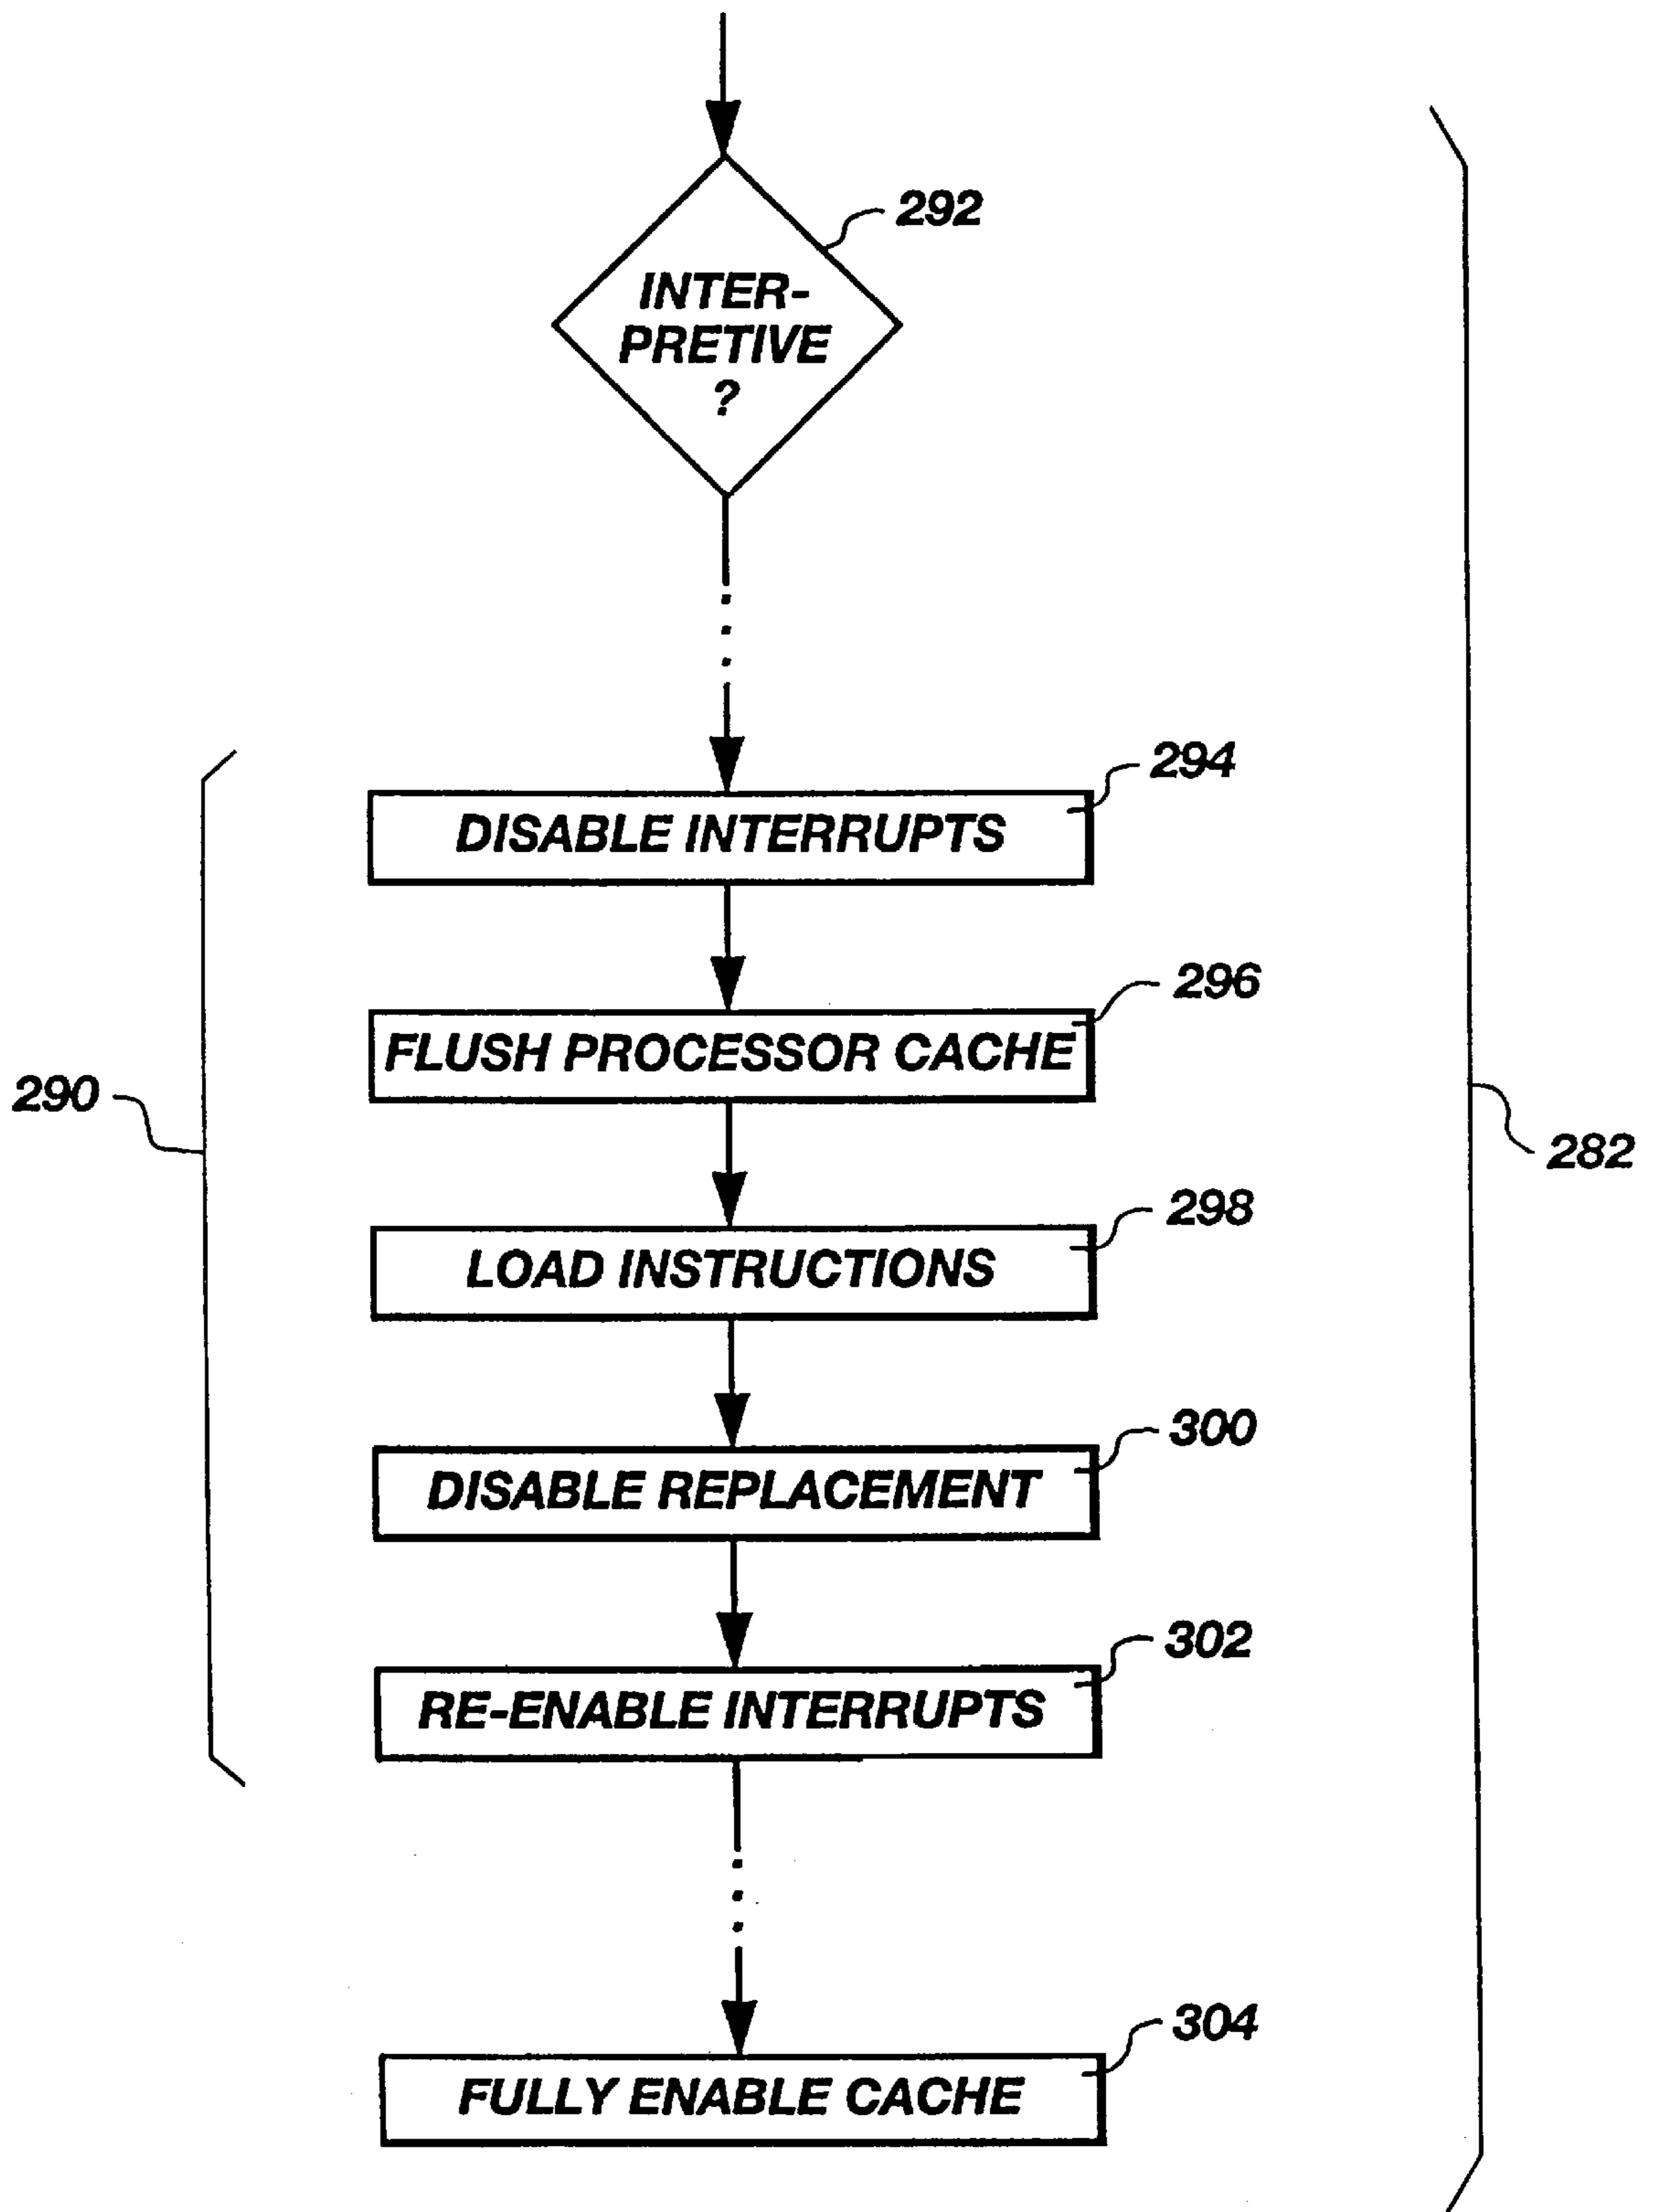 292
INTER-
PRETIVE
?
294
DISABLE INTERRUPTS
296
FLUSH PROCESSOR CACHE
290
282
298
LOAD INSTRUCTIONS
300
DISABLE REPLACEMENT
302
RE-ENABLE INTERRUPTS
304
FULLY ENABLE CACHE